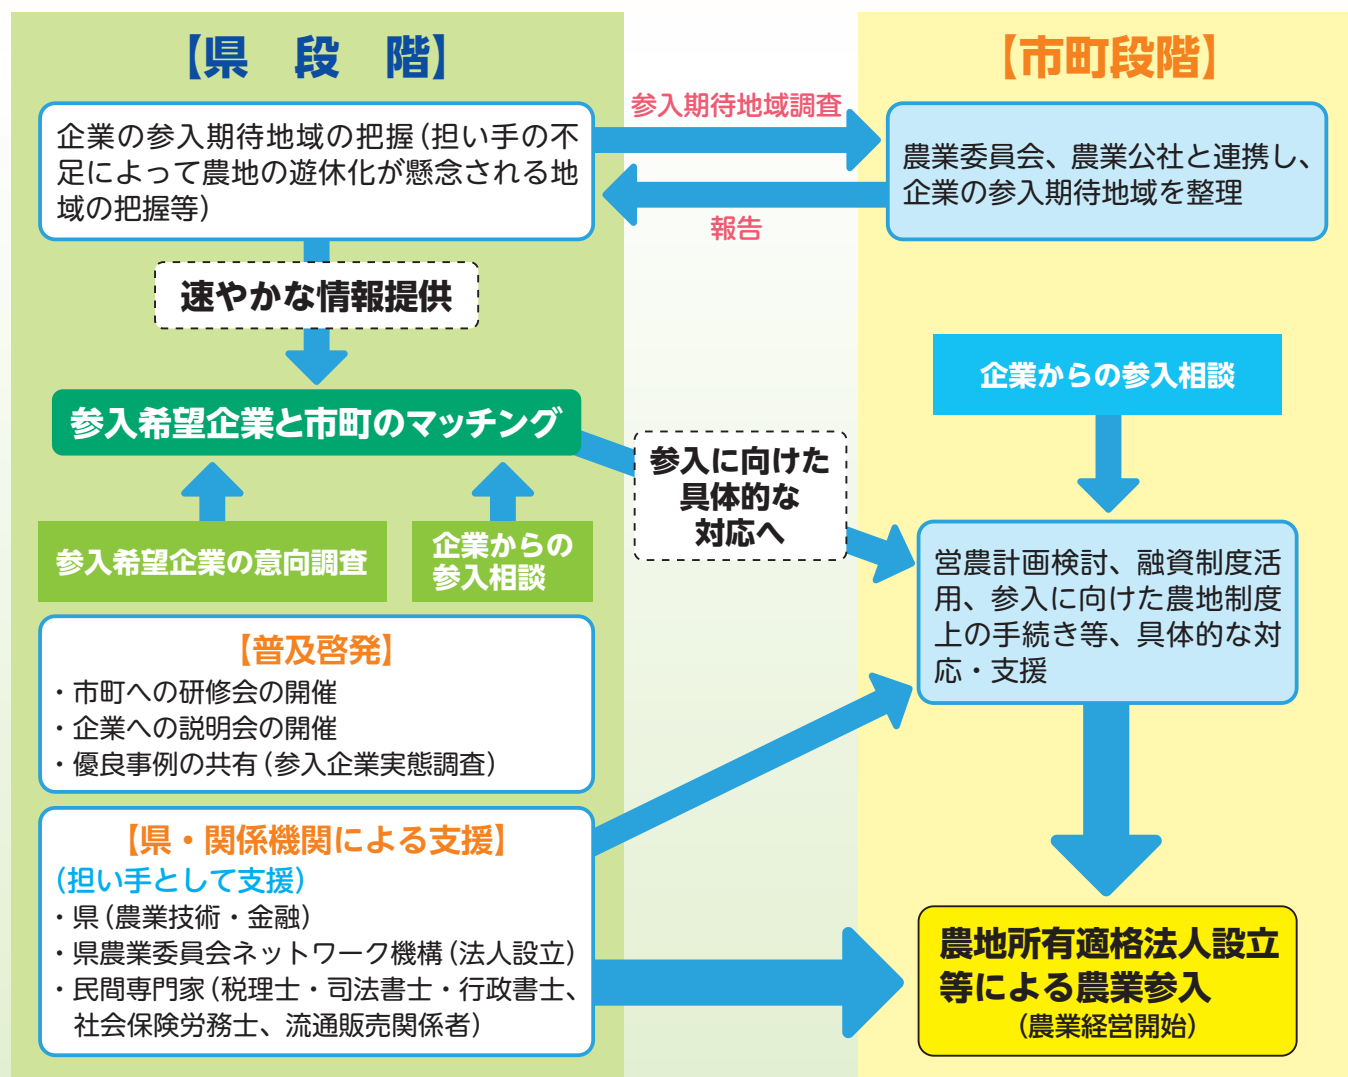 【県　段　階】
企業の参入期待地域の把握（担い手の不
足によって農地の遊休化が懸念される地
域の把握等）
速やかな情報提供
参入希望企業と市町のマッチング
参入希望企業の意向調査
企業からの
参入相談
【普及啓発】
・市町への研修会の開催
・企業への説明会の開催
・優良事例の共有（参入企業実態調査）
【県・関係機関による支援】
（担い手として支援）
・県（農業技術・金融）
・県農業委員会ネットワーク機構（法人設立）
・民間専門家（税理士・司法書士・行政書士、
社会保険労務士、流通販売関係者）
参入期待地域調査
報告
参入に向けた
具体的な
対応へ
【市町段階】
農業委員会、農業公社と連携し、
企業の参入期待地域を整理
企業からの参入相談
営農計画検討、融資制度活
用、参入に向けた農地制度
上の手続き等、具体的な対
応・支援
農地所有適格法人設立
等による農業参入
（農業経営開始）